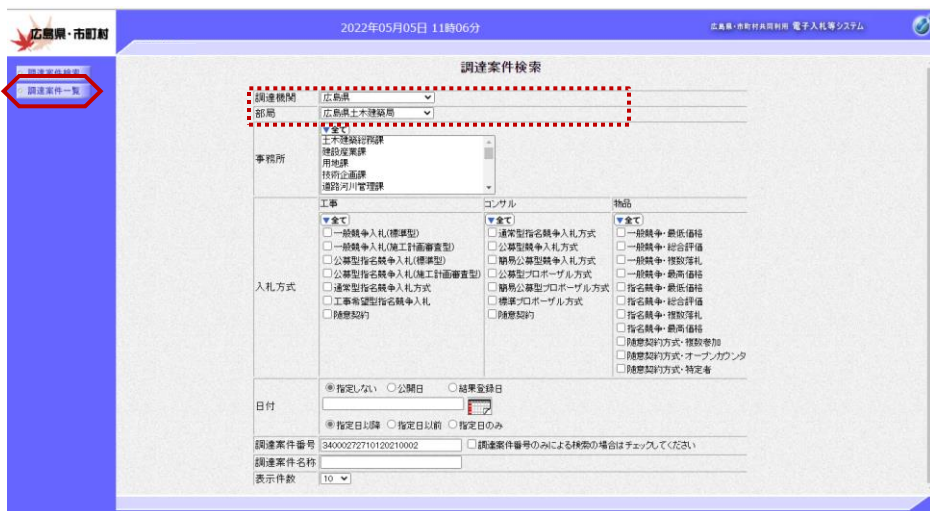 広島県・市町村
2022年05月05日 11時06分
広島県・市町村共同利用 電子入札等システム
調達案件検索
調達案件一覧
調達案件検索
調達機関
広島県
部局
広島県土木建築局
事務所
▼全て
土木建築総務課
建設産業課
用地課
技術企画課
道路河川管理課
入札方式
工事
▼全て
一般競争入札(標準型)
一般競争入札(施工計画審査型)
公募型指名競争入札(標準型)
公募型指名競争入札(施工計画審査型)
通常型指名競争入札方式
工事希望型指名競争入札
随意契約
コンサル
▼全て
通常型指名競争入札方式
公募型競争入札方式
簡易公募型競争入札方式
公募型プロポーザル方式
簡易公募型プロポーザル方式
標準プロポーザル方式
随意契約
物品
▼全て
一般競争・最低価格
一般競争・総合評価
一般競争・複数落札
一般競争・最高価格
指名競争・最低価格
指名競争・総合評価
指名競争・複数落札
指名競争・最高価格
随意契約方式・複数参加
随意契約方式・オープンカウンタ
随意契約方式・特定者
日付
指定しない 公開日 結果登録日
指定日以降 指定日以前 指定日のみ
調達案件番号 34000272710120210002 調達案件番号のみによる検索の場合はチェックしてください
調達案件名称
表示件数 10